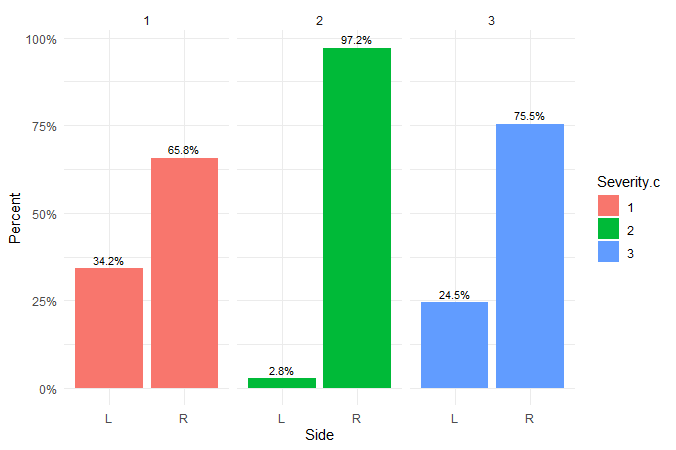 1 2 3
100%
97.2%
75%
75.5%
65.8%
50%
34.2%
25%
24.5%
2.8%
0%
L R L R L R
Side
Percent
Severity.c
1
2
3